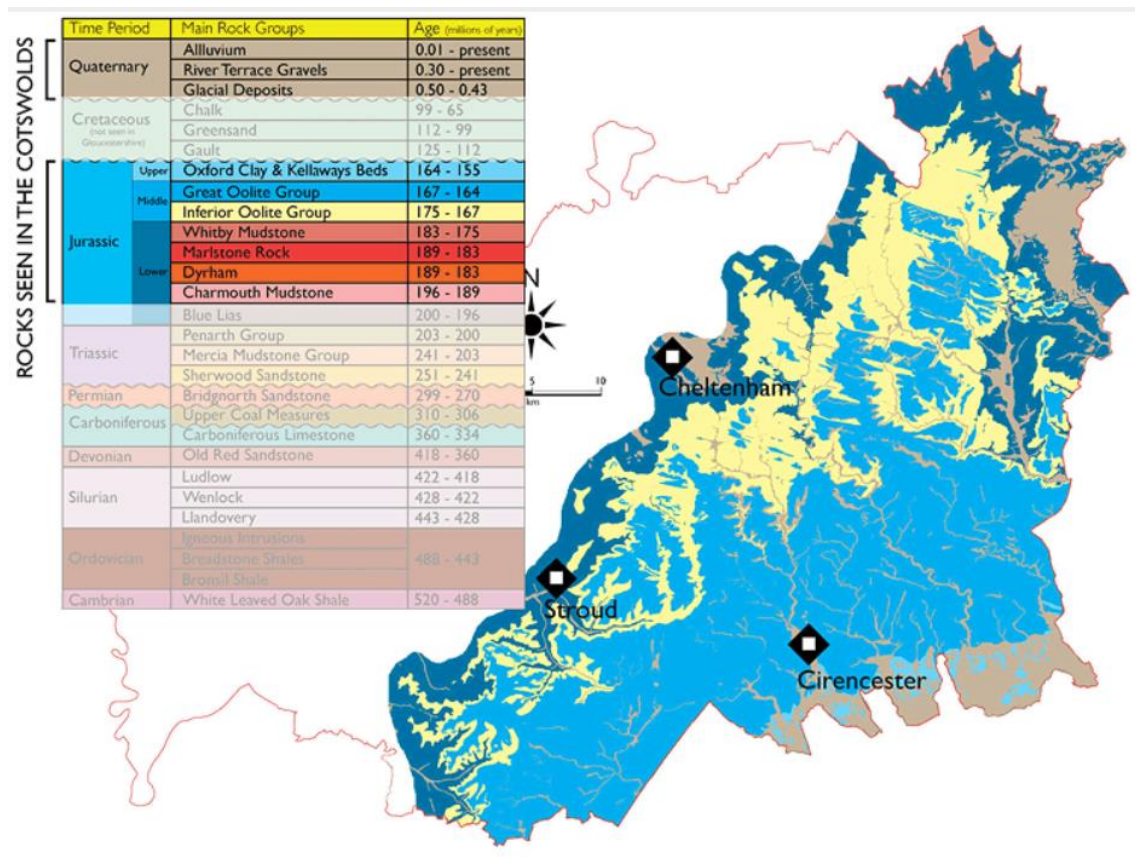 ROCKS SEEN IN THE COTSWOLDS
Time Period Main Rock Groups Age (millions of years)
Quaternary
Allluvium 0.01 - present
River Terrace Gravels 0.30 - present
Glacial Deposits 0.50 - 0.43
Cretaceous
(not seen in
Gloucestershire)
Chalk 99 - 65
Greensand 112 - 99
Gault 125 - 112
Jurassic
Upper Oxford Clay & Kellaways Beds 164 - 155
Middle Great Oolite Group 167 - 164
Inferior Oolite Group 175 - 167
Lower
Whitby Mudstone 183 - 175
Marlstone Rock 189 - 183
Dyrham 189 - 183
Charmouth Mudstone 196 - 189
Blue Lias 200 - 196
Triassic
Penarth Group 203 - 200
Mercia Mudstone Group 241 - 203
Sherwood Sandstone 251 - 241
Permian Bridgnorth Sandstone 299 - 270
Carboniferous
Upper Coal Measures 310 - 306
Carboniferous Limestone 360 - 334
Devonian Old Red Sandstone 418 - 360
Silurian
Ludlow 422 - 418
Wenlock 428 - 422
Llandovery 443 - 428
Ordovician
Igneous Intrusions
Breadstone Shales 488 - 443
Bronsil Shale
Cambrian White Leaved Oak Shale 520 - 488
N
5 10
km
Cheltenham
Stroud
Cirencester